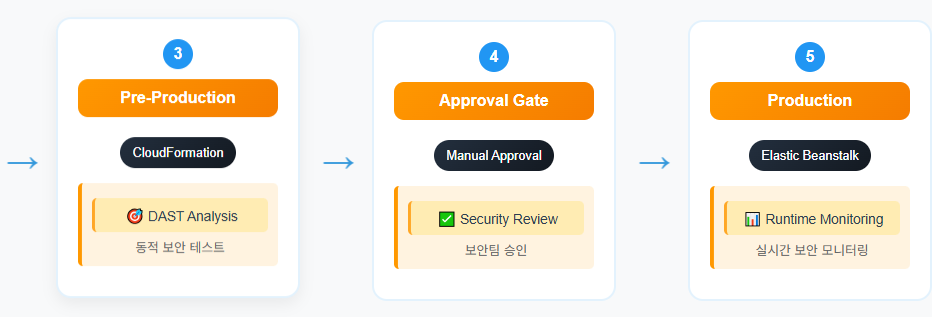 3
Pre-Production
CloudFormation
🎯 DAST Analysis
동적 보안 테스트
4
Approval Gate
Manual Approval
✅ Security Review
보안팀 승인
5
Production
Elastic Beanstalk
📊 Runtime Monitoring
실시간 보안 모니터링